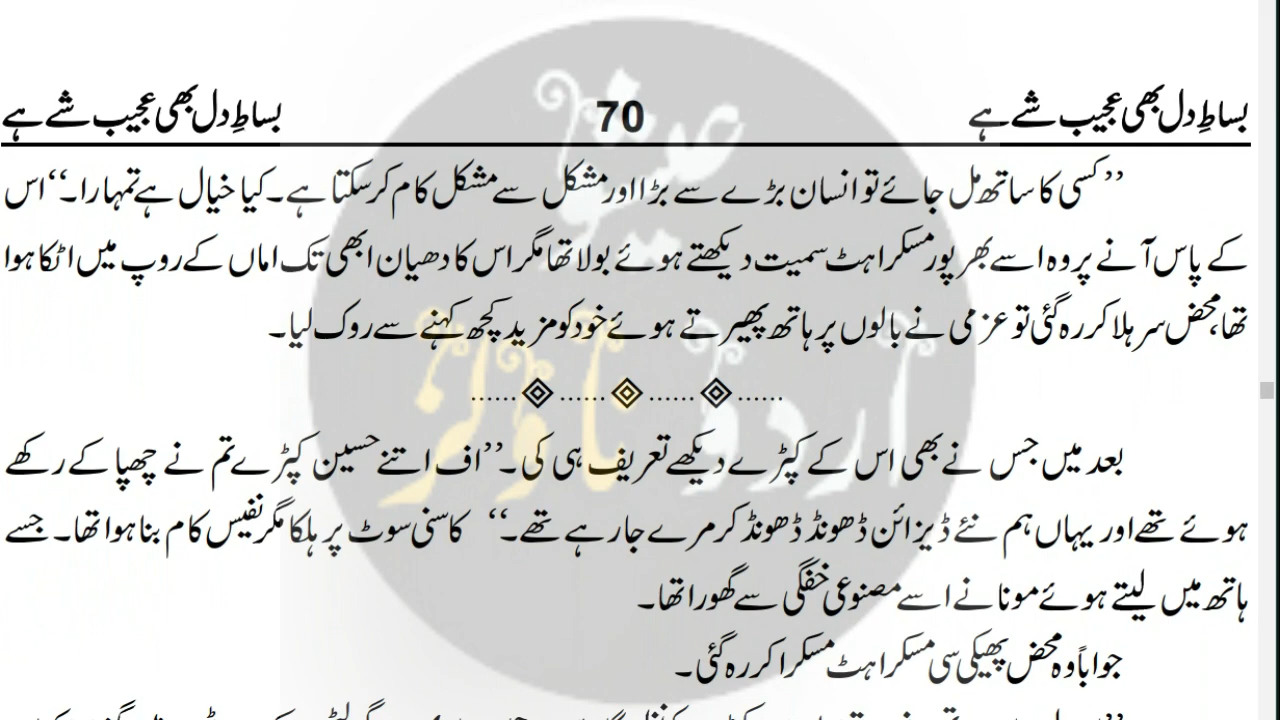 بساطِ دل بھی عجیب شے ہے 70 بساطِ دل بھی عجیب شے ہے
’’کسی کا ساتھ مل جائے تو انسان بڑے سے بڑا اور مشکل سے مشکل کام کر سکتا ہے۔ کیا خیال ہے تمہارا۔‘‘ اس
کے پاس آنے پر وہ اسے بھرپور مسکراہٹ سمیت دیکھتے ہوئے بولا تھا مگر اس کا دھیان ابھی تک اماں کے روپ میں اٹکا ہوا
تھا، محض سر ہلا کر رہ گئی تو عزمی نے بالوں پر ہاتھ پھیرتے ہوئے خود کو مزید کچھ کہنے سے روک لیا۔
بعد میں جس نے بھی اس کے کپڑے دیکھے تعریف ہی کی۔ ’’اف اتنے حسین کپڑے تم نے چھپا کے رکھے
ہوئے تھے اور یہاں ہم نئے ڈیزائن ڈھونڈ ڈھونڈ کر مرے جا رہے تھے۔‘‘ کاسنی سوٹ پر ہلکا مگر نفیس کام بنا ہوا تھا۔ جسے
ہاتھ میں لیتے ہوئے مونا نے اسے مصنوعی خفگی سے گھورا تھا۔
جواباً وہ محض پھیکی سی مسکراہٹ مسکرا کر رہ گئی۔
اردو ناولز